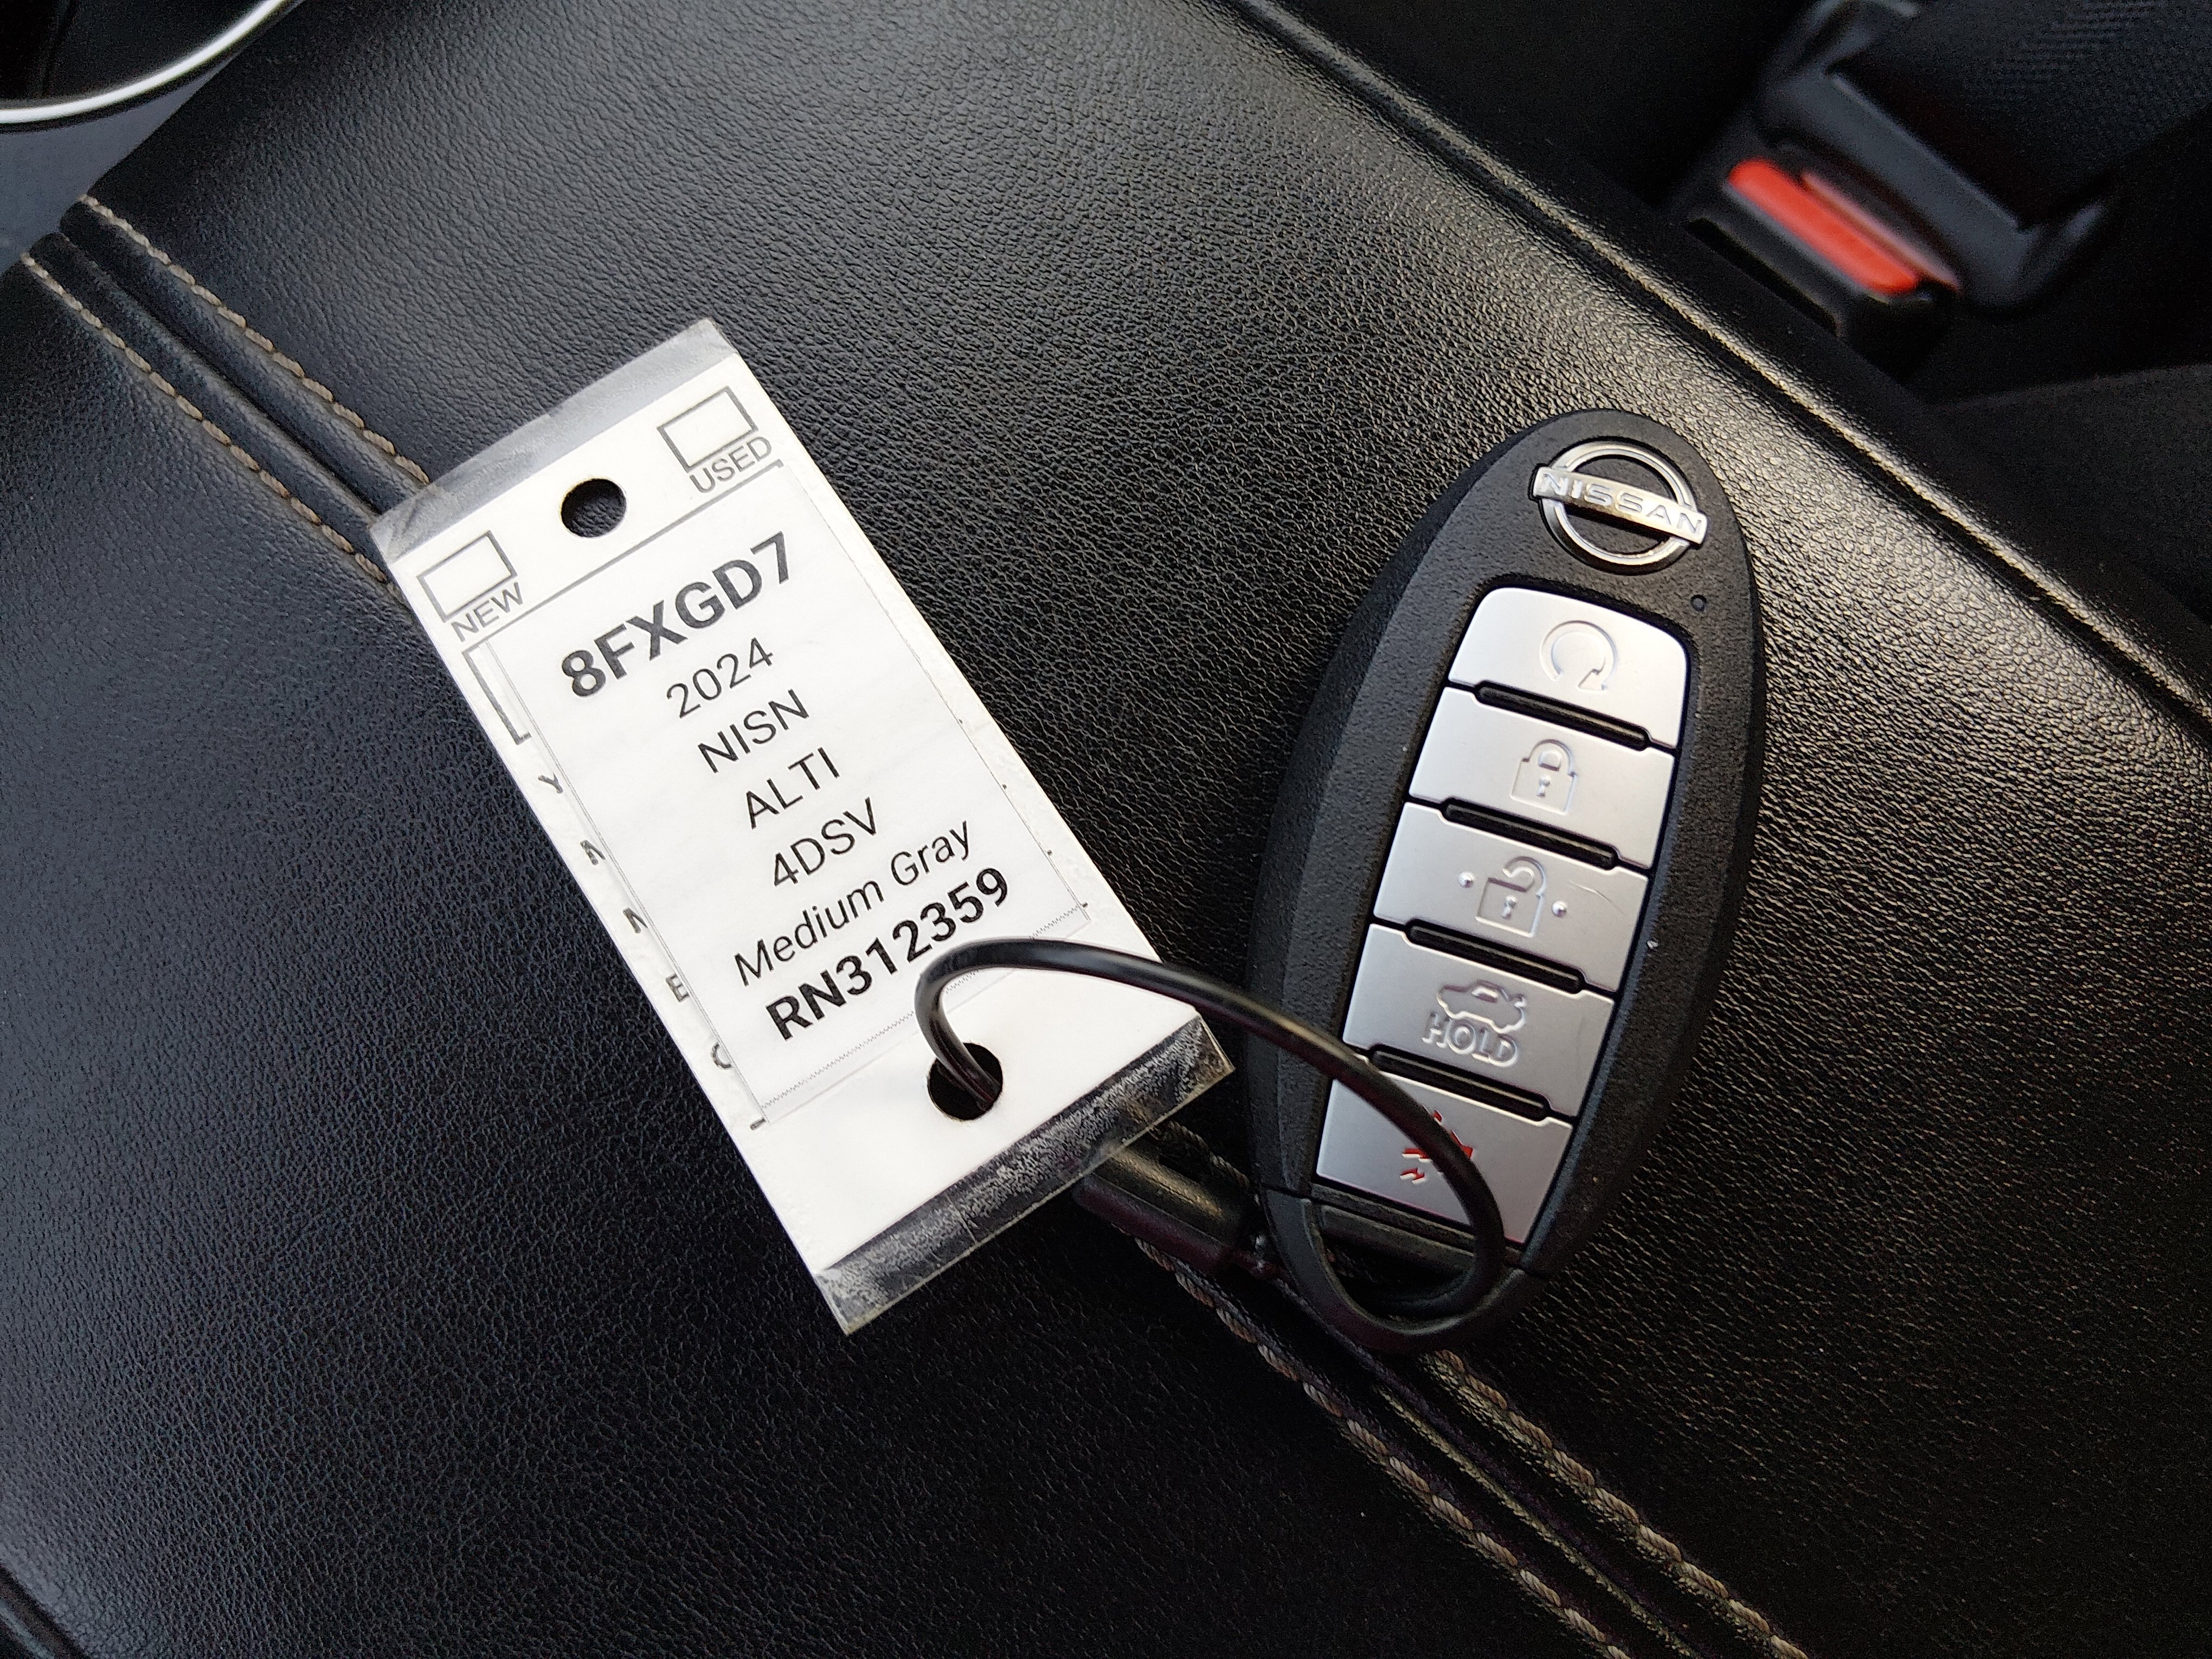 NEW
USED
8FXGD7
2024
NISN
ALTI
4DSV
Medium Gray
RN312359
NISSAN
HOLD